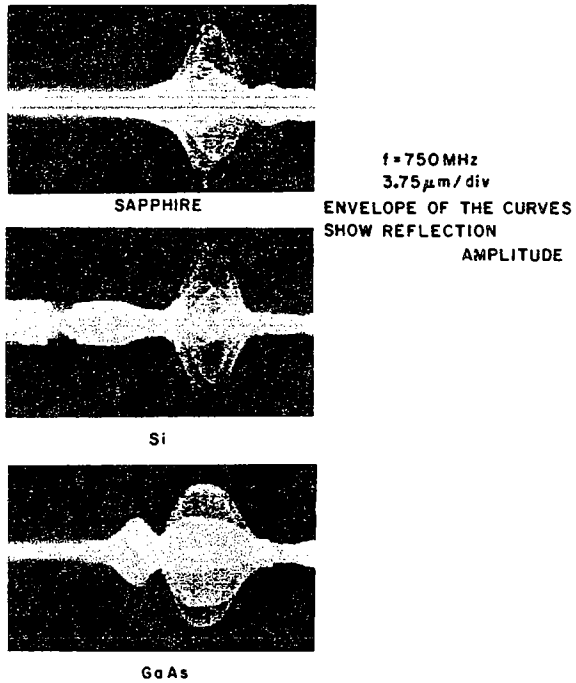 SAPPHIRE
f=750MHz
3.75μm/div
ENVELOPE OF THE CURVES
SHOW REFLECTION
AMPLITUDE
Si
GaAs